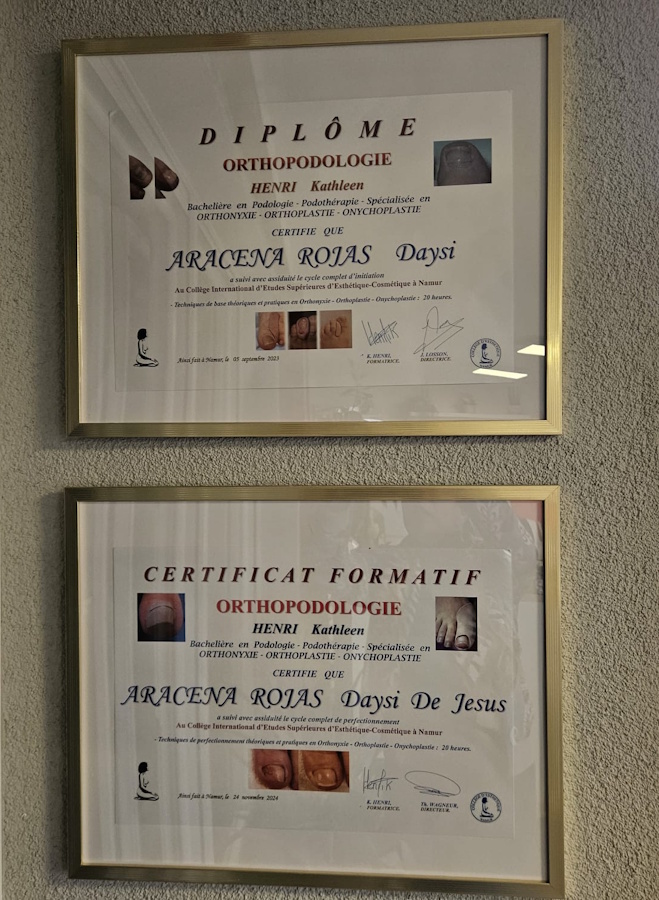 DIPLÔME
ORTHOPODOLOGIE
HENRI Kathleen
Bachelière en Podologie - Podothérapie - Spécialisée en
ORTHONYXIE - ORTHOPLASTIE - ONYCHOPLASTIE
CERTIFIE QUE
ARACENA ROJAS Daysi
a suivi avec assiduité le cycle complet d'initiation
Au Collège International d'Etudes Supérieures d'Esthétique-Cosmétique à Namur
- Techniques de base théoriques et pratiques en Orthonyxie - Orthoplastie - Onychoplastie : 20 heures.
Ainsi fait à Namur, le 05 septembre 2023
K. HENRI,
FORMATRICE.
J. LOSSON,
DIRECTRICE.
CERTIFICAT FORMATIF
ORTHOPODOLOGIE
HENRI Kathleen
Bachelière en Podologie - Podothérapie - Spécialisée en
ORTHONYXIE - ORTHOPLASTIE - ONYCHOPLASTIE
CERTIFIE QUE
ARACENA ROJAS Daysi De Jesus
a suivi avec assiduité le cycle complet de perfectionnement
Au Collège International d'Etudes Supérieures d'Esthétique-Cosmétique à Namur
- Techniques de perfectionnement théoriques et pratiques en Orthonyxie - Orthoplastie - Onychoplastie : 20 heures.
Ainsi fait à Namur, le 24 novembre 2024
K. HENRI,
FORMATRICE.
Th. WAGNEUR,
DIRECTEUR.